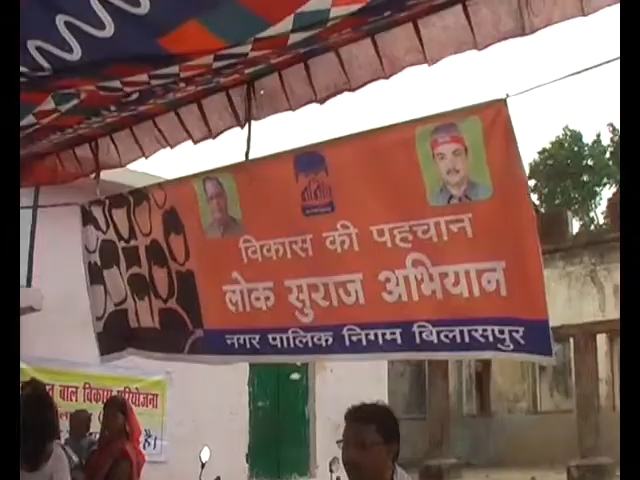 विकास की पहचान
लोक सुराज अभियान
नगर पालिक निगम बिलासपुर
बाल विकास परियोजना
है।